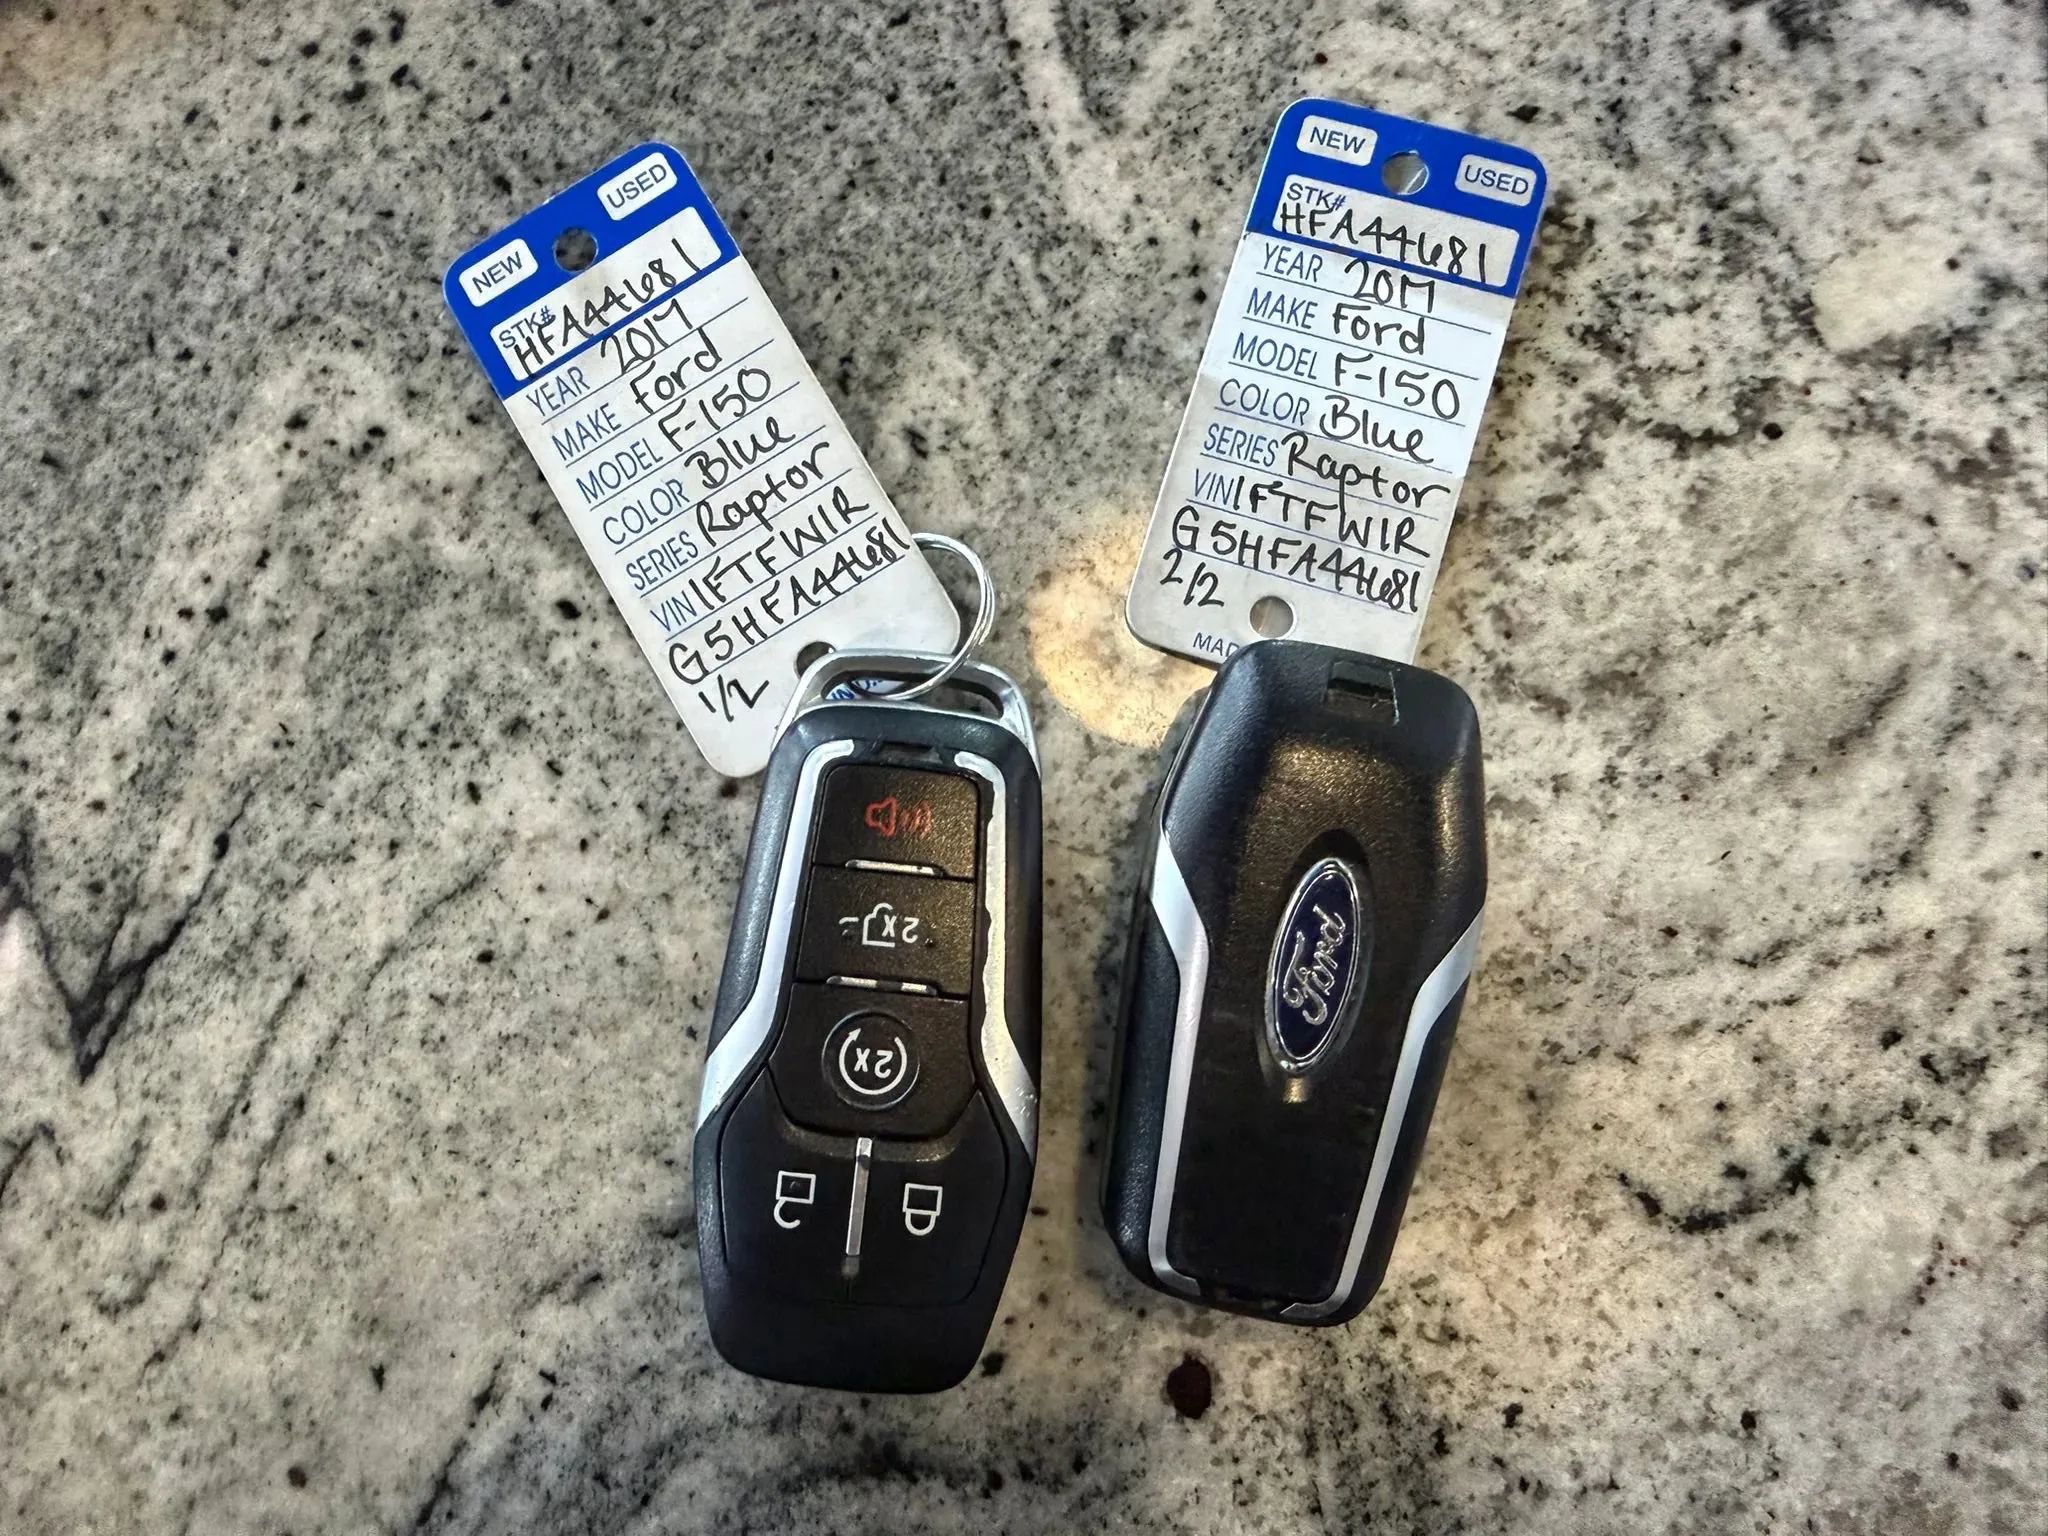 NEW
USED
STK#
HFA44681
YEAR 2017
MAKE Ford
MODEL F-150
COLOR Blue
SERIES Raptor
VIN 1FTFW1R
G5HFA44681
1/2
IN U.
2x
2x
NEW
USED
STK#
HFA44681
YEAR 2017
MAKE Ford
MODEL F-150
COLOR Blue
SERIES Raptor
VIN 1FTFW1R
G5HFA44681
2/2
MAD
Ford